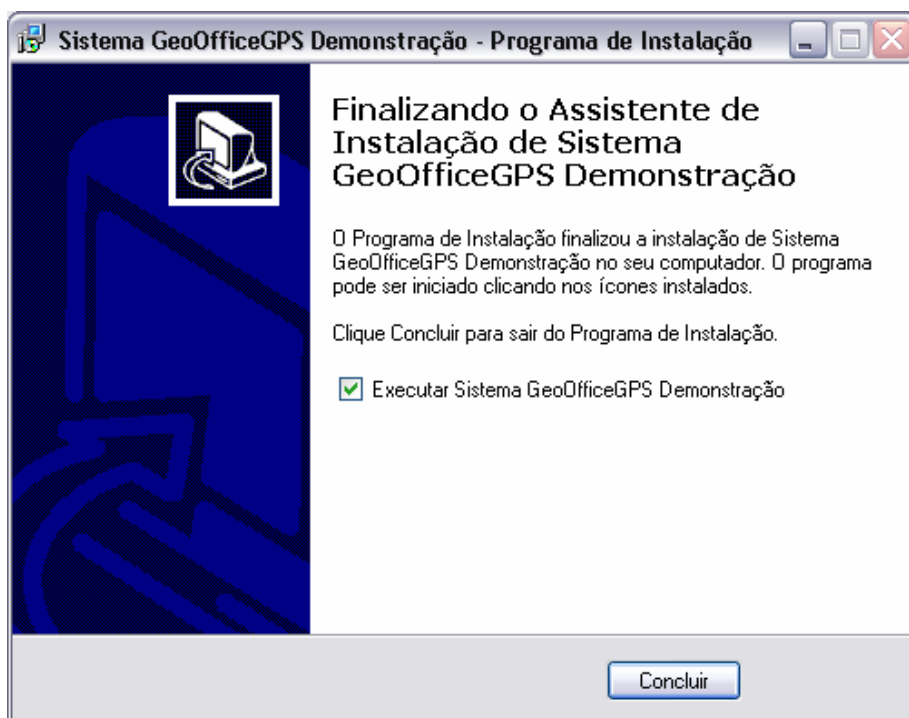 Sistema GeoOfficeGPS Demonstração - Programa de Instalação
Finalizando o Assistente de
Instalação de Sistema
GeoOfficeGPS Demonstração
O Programa de Instalação finalizou a instalação de Sistema
GeoOfficeGPS Demonstração no seu computador. O programa
pode ser iniciado clicando nos ícones instalados.
Clique Concluir para sair do Programa de Instalação.
Executar Sistema GeoOfficeGPS Demonstração
Concluir